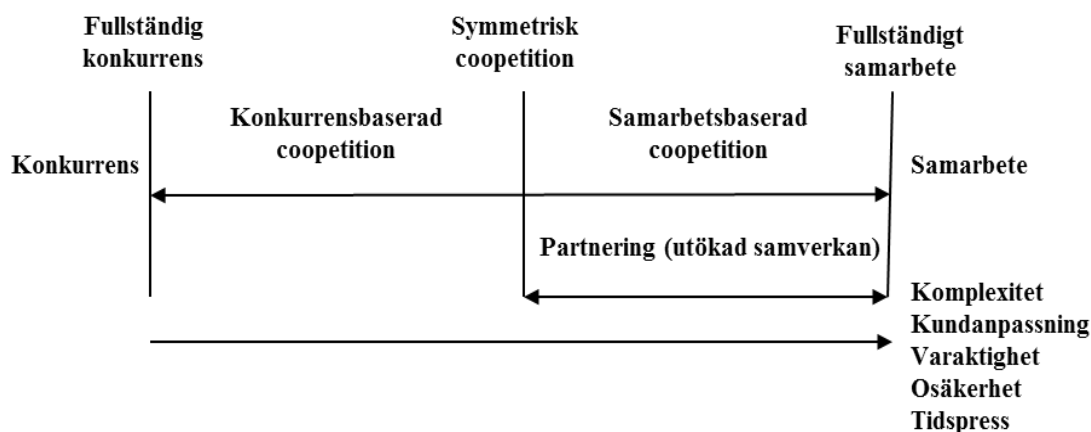 Fullständig
konkurrens
Symmetrisk
coopetition
Fullständigt
samarbete
Konkurrensbaserad
coopetition
Samarbetsbaserad
coopetition
Konkurrens
Samarbete
Partnering (utökad samverkan)
Komplexitet
Kundanpassning
Varaktighet
Osäkerhet
Tidspress